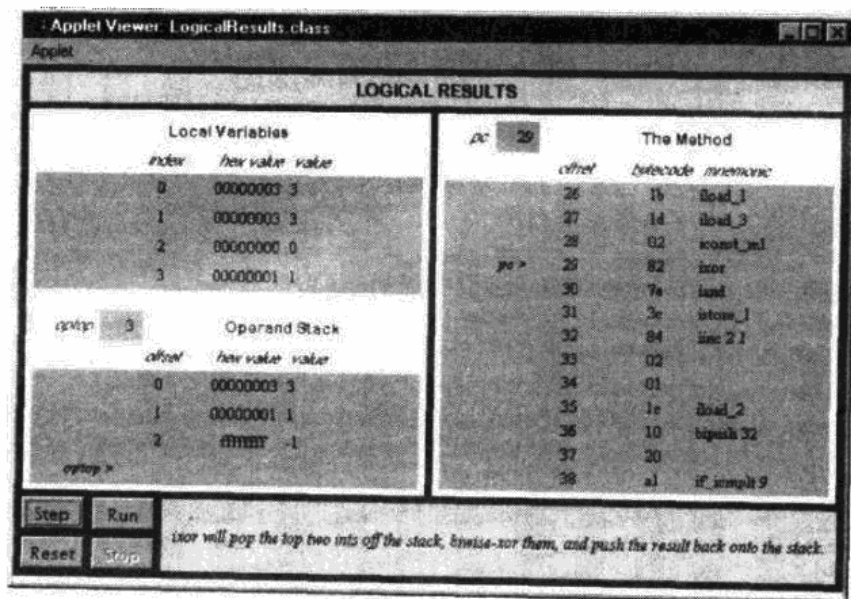 Applet Viewer: LogicalResults.class
Applet
LOGICAL RESULTS
Local Variables
index hex value value
0 00000003 3
1 00000003 3
2 00000000 0
3 00000001 1
optop 3 Operand Stack
offset hex value value
0 00000003 3
1 00000001 1
2 ffffffff -1
optop >
pc 29 The Method
offset bytecode mnemonic
26 1b iload_1
27 1d iload_3
28 02 iconst_m1
pc > 29 82 ixor
30 7e iand
31 3c istore_1
32 84 iinc 2 1
33 02
34 01
35 1c iload_2
36 10 bipush 32
37 20
38 a1 if_icmplt 9
Step Run
Reset Stop
ixor will pop the top two ints off the stack, bitwise-xor them, and push the result back onto the stack.